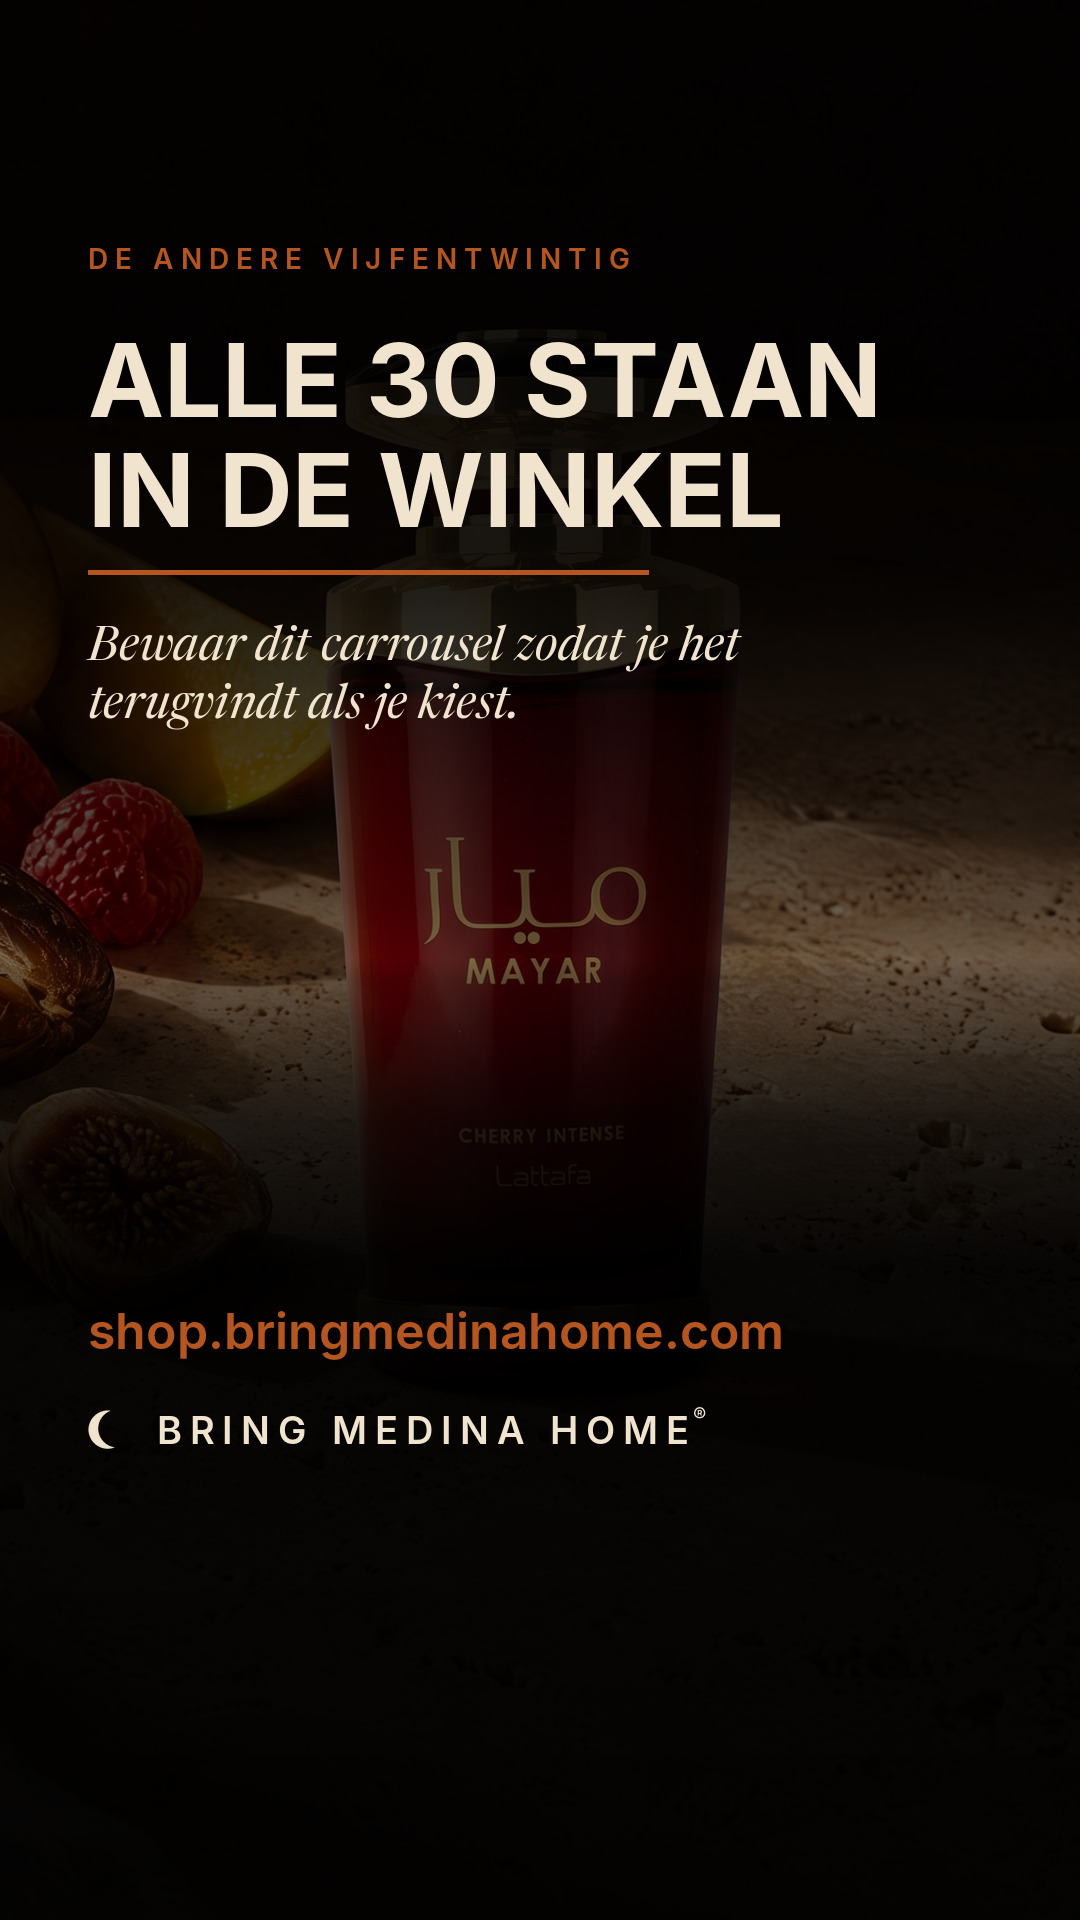 DE ANDERE VIJFENTWINTIG
ALLE 30 STAAN
IN DE WINKEL
Bewaar dit carrousel zodat je het
terugvindt als je kiest.
ميار
MAYAR
CHERRY INTENSE
Lattafa
shop.bringmedinahome.com
BRING MEDINA HOME®